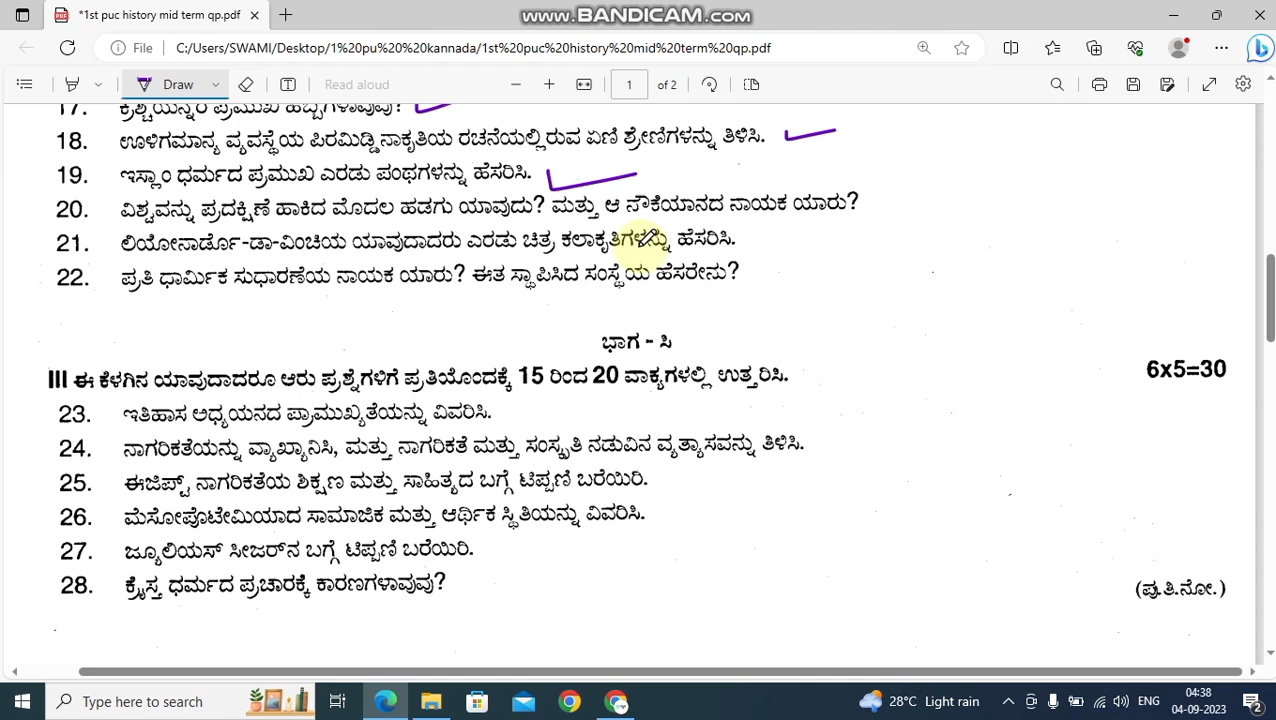 www.BANDICAM.com
*1st puc history mid term qp.pdf
File C:/Users/SWAMI/Desktop/1%20pu%20%20kannada/1st%20puc%20history%20mid%20term%20qp.pdf
Draw Read aloud 1 of 2
17. ಕ್ರಿಶ್ಚಿಯನ್ನರ ಪ್ರಮುಖ ಹಬ್ಬಗಳಾವುವು?
18. ಊಳಿಗಮಾನ್ಯ ವ್ಯವಸ್ಥೆಯ ಪಿರಮಿಡ್ಡಿನಾಕೃತಿಯ ರಚನೆಯಲ್ಲಿರುವ ಏಣಿ ಶ್ರೇಣಿಗಳನ್ನು ತಿಳಿಸಿ.
19. ಇಸ್ಲಾಂ ಧರ್ಮದ ಪ್ರಮುಖ ಎರಡು ಪಂಥಗಳನ್ನು ಹೆಸರಿಸಿ.
20. ವಿಶ್ವವನ್ನು ಪ್ರದಕ್ಷಿಣೆ ಹಾಕಿದ ಮೊದಲ ಹಡಗು ಯಾವುದು? ಮತ್ತು ಆ ನೌಕೆಯಾನದ ನಾಯಕ ಯಾರು?
21. ಲಿಯೋನಾರ್ಡೊ-ಡಾ-ವಿಂಚಿಯ ಯಾವುದಾದರು ಎರಡು ಚಿತ್ರ ಕಲಾಕೃತಿಗಳನ್ನು ಹೆಸರಿಸಿ.
22. ಪ್ರತಿ ಧಾರ್ಮಿಕ ಸುಧಾರಣೆಯ ನಾಯಕ ಯಾರು? ಈತ ಸ್ಥಾಪಿಸಿದ ಸಂಸ್ಥೆಯ ಹೆಸರೇನು?
ಭಾಗ - ಸಿ
III ಈ ಕೆಳಗಿನ ಯಾವುದಾದರೂ ಆರು ಪ್ರಶ್ನೆಗಳಿಗೆ ಪ್ರತಿಯೊಂದಕ್ಕೆ 15 ರಿಂದ 20 ವಾಕ್ಯಗಳಲ್ಲಿ ಉತ್ತರಿಸಿ. 6x5=30
23. ಇತಿಹಾಸ ಅಧ್ಯಯನದ ಪ್ರಾಮುಖ್ಯತೆಯನ್ನು ವಿವರಿಸಿ.
24. ನಾಗರಿಕತೆಯನ್ನು ವ್ಯಾಖ್ಯಾನಿಸಿ, ಮತ್ತು ನಾಗರಿಕತೆ ಮತ್ತು ಸಂಸ್ಕೃತಿ ನಡುವಿನ ವ್ಯತ್ಯಾಸವನ್ನು ತಿಳಿಸಿ.
25. ಈಜಿಪ್ಟ್ ನಾಗರಿಕತೆಯ ಶಿಕ್ಷಣ ಮತ್ತು ಸಾಹಿತ್ಯದ ಬಗ್ಗೆ ಟಿಪ್ಪಣಿ ಬರೆಯಿರಿ.
26. ಮೆಸೋಪೊಟೇಮಿಯಾದ ಸಾಮಾಜಿಕ ಮತ್ತು ಆರ್ಥಿಕ ಸ್ಥಿತಿಯನ್ನು ವಿವರಿಸಿ.
27. ಜ್ಯೂಲಿಯಸ್ ಸೀಜರ್‌ನ ಬಗ್ಗೆ ಟಿಪ್ಪಣಿ ಬರೆಯಿರಿ.
28. ಕ್ರೈಸ್ತ ಧರ್ಮದ ಪ್ರಚಾರಕ್ಕೆ ಕಾರಣಗಳಾವುವು?
(ಪು.ತಿ.ನೋ.)
Type here to search 28°C Light rain ENG 04:38
04-09-2023 2